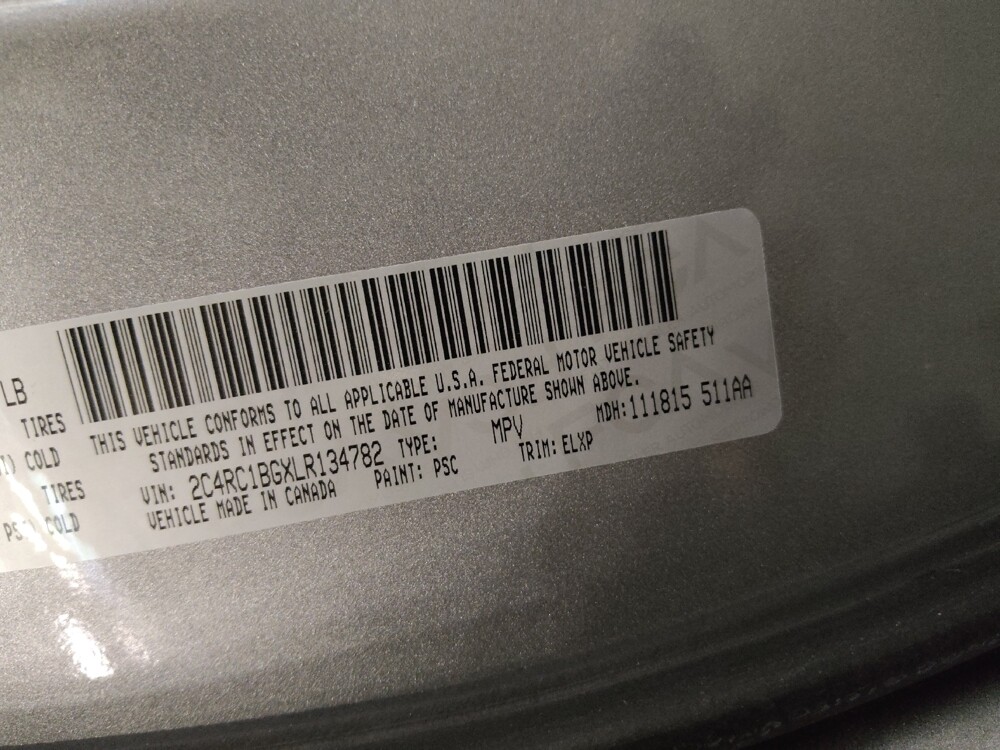 LB
TIRES
COLD
TIRES
COLD
THIS VEHICLE CONFORMS TO ALL APPLICABLE U.S.A. FEDERAL MOTOR VEHICLE SAFETY
STANDARDS IN EFFECT ON THE DATE OF MANUFACTURE SHOWN ABOVE.
VIN: 2C4RC1BGXLR134782 TYPE: MPV MDH:111815 511AA
VEHICLE MADE IN CANADA PAINT: PSC TRIM: ELXP